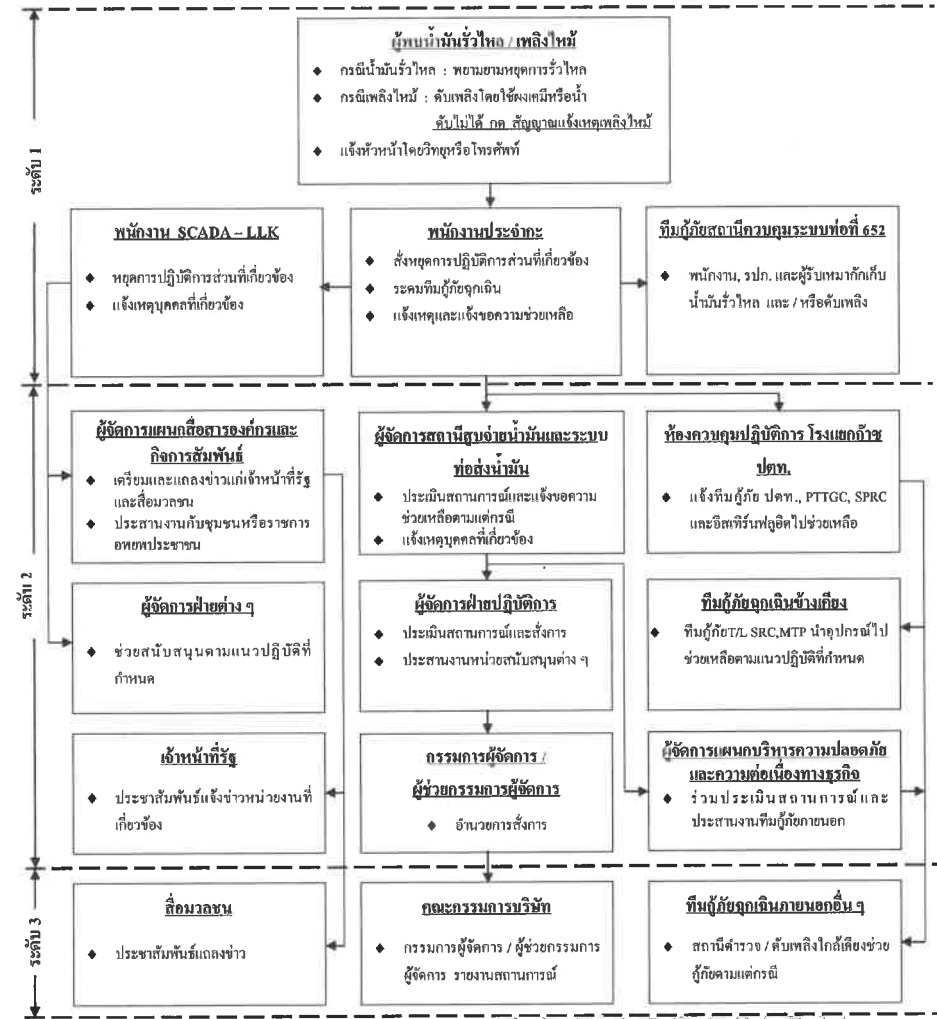 ระดับ 1
ผู้พบน้ำมันรั่วไหล / เพลิงไหม้
◆ กรณีน้ำมันรั่วไหล : พยามยามหยุดการรั่วไหล
◆ กรณีเพลิงไหม้ : ดับเพลิงโดยใช้ผงเคมีหรือน้ำ
ดับไม่ได้ กด สัญญาณแจ้งเหตุเพลิงไหม้
◆ แจ้งหัวหน้าโดยวิทยุหรือโทรศัพท์
พนักงาน SCADA – LLK
◆ หยุดการปฏิบัติการส่วนที่เกี่ยวข้อง
◆ แจ้งเหตุบุคคลที่เกี่ยวข้อง
พนักงานประจำกะ
◆ สั่งหยุดการปฏิบัติการส่วนที่เกี่ยวข้อง
◆ ระดมทีมกู้ภัยฉุกเฉิน
◆ แจ้งเหตุและแจ้งขอความช่วยเหลือ
ทีมกู้ภัยสถานีควบคุมระบบท่อที่ 652
◆ พนักงาน, รปภ. และผู้รับเหมากักเก็บ
น้ำมันรั่วไหล และ / หรือดับเพลิง
ระดับ 2
ผู้จัดการแผนกสื่อสารองค์กรและ
กิจการสัมพันธ์
◆ เตรียมและแถลงข่าวแก่เจ้าหน้าที่รัฐ
และสื่อมวลชน
◆ ประสานงานกับชุมชนหรือราชการ
อพยพประชาชน
ผู้จัดการสถานีสูบจ่ายน้ำมันและระบบ
ท่อส่งน้ำมัน
◆ ประเมินสถานการณ์และแจ้งขอความ
ช่วยเหลือตามแต่กรณี
◆ แจ้งเหตุบุคคลที่เกี่ยวข้อง
ห้องควบคุมปฏิบัติการ โรงแยกก๊าซ
ปตท.
◆ แจ้งทีมกู้ภัย ปตท., PTTGC, SPRC
และอีสเทิร์นฟลูอิดไปช่วยเหลือ
ผู้จัดการฝ่ายต่าง ๆ
◆ ช่วยสนับสนุนตามแนวปฏิบัติที่
กำหนด
ผู้จัดการฝ่ายปฏิบัติการ
◆ ประเมินสถานการณ์และสั่งการ
◆ ประสานงานหน่วยสนับสนุนต่าง ๆ
ทีมกู้ภัยฉุกเฉินข้างเคียง
◆ ทีมกู้ภัยT/L SRC,MTP นำอุปกรณ์ไป
ช่วยเหลือตามแนวปฏิบัติที่กำหนด
เจ้าหน้าที่รัฐ
◆ ประชาสัมพันธ์แจ้งข่าวหน่วยงานที่
เกี่ยวข้อง
กรรมการผู้จัดการ /
ผู้ช่วยกรรมการผู้จัดการ
◆ อำนวยการสั่งการ
ผู้จัดการแผนกบริหารความปลอดภัย
และความต่อเนื่องทางธุรกิจ
◆ ร่วมประเมินสถานการณ์และ
ประสานงานทีมกู้ภัยภายนอก
ระดับ 3
สื่อมวลชน
◆ ประชาสัมพันธ์แถลงข่าว
คณะกรรมการบริษัท
◆ กรรมการผู้จัดการ / ผู้ช่วยกรรมการ
ผู้จัดการ รายงานสถานการณ์
ทีมกู้ภัยฉุกเฉินภายนอกอื่น ๆ
◆ สถานีตำรวจ / ดับเพลิงใกล้เคียงช่วย
กู้ภัยตามแต่กรณี